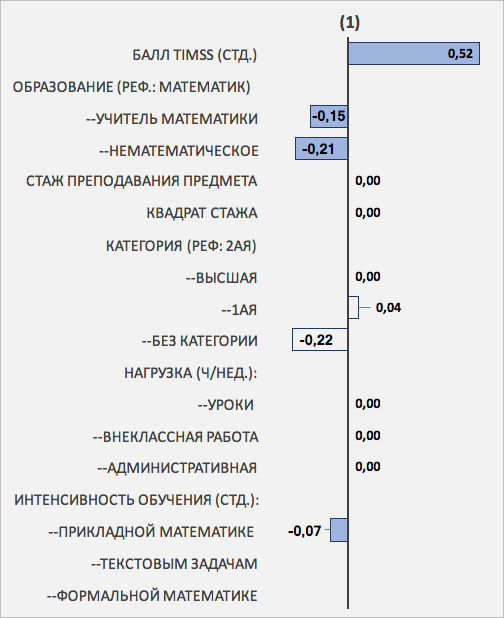 (1)
БАЛЛ TIMSS (СТД.) 0,52
ОБРАЗОВАНИЕ (РЕФ.: МАТЕМАТИК)
--УЧИТЕЛЬ МАТЕМАТИКИ -0,15
--НЕМАТЕМАТИЧЕСКОЕ -0,21
СТАЖ ПРЕПОДАВАНИЯ ПРЕДМЕТА 0,00
КВАДРАТ СТАЖА 0,00
КАТЕГОРИЯ (РЕФ: 2АЯ)
--ВЫСШАЯ 0,00
--1АЯ 0,04
--БЕЗ КАТЕГОРИИ -0,22
НАГРУЗКА (Ч/НЕД.):
--УРОКИ 0,00
--ВНЕКЛАССНАЯ РАБОТА 0,00
--АДМИНИСТРАТИВНАЯ 0,00
ИНТЕНСИВНОСТЬ ОБУЧЕНИЯ (СТД.):
--ПРИКЛАДНОЙ МАТЕМАТИКЕ -0,07
--ТЕКСТОВЫМ ЗАДАЧАМ
--ФОРМАЛЬНОЙ МАТЕМАТИКЕ